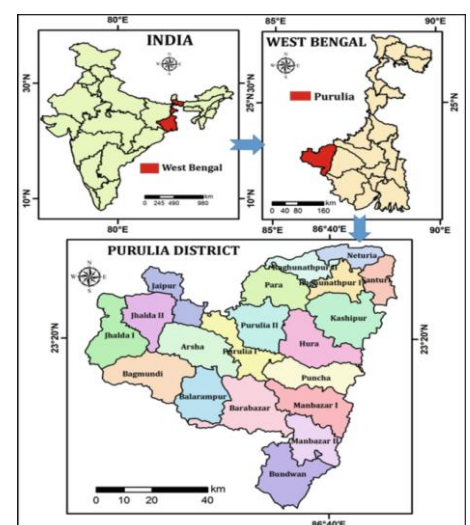 80°E
85°E
90°E
INDIA
WEST BENGAL
30°N
30°N
25°N
25°N
Purulia
West Bengal
10°N
10°N
km
0 245 490 980
km
0 40 80 160
80°E
85°E
86°40'E
90°E
PURULIA DISTRICT
Neturia
Raghunathpur II
Raghunathpur I
Santuri
Para
Jaipur
Jhalda II
Kashipur
Purulia II
23°20'N
23°20'N
Jhalda I
Arsha
Purulia I
Hura
Bagmundi
Puncha
Balarampur
Barabazar
Manbazar I
Manbazar II
Bundwan
km
0 10 20 40
86°40'E